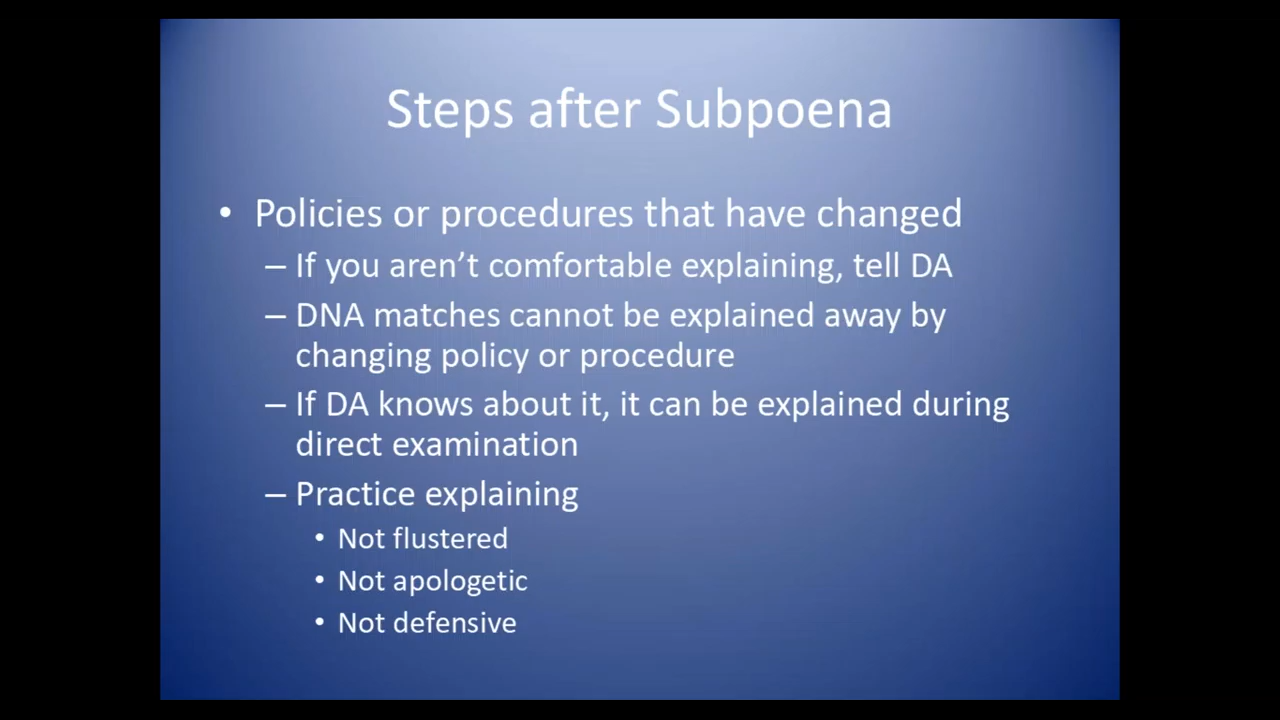 Steps after Subpoena
• Policies or procedures that have changed
– If you aren’t comfortable explaining, tell DA
– DNA matches cannot be explained away by
changing policy or procedure
– If DA knows about it, it can be explained during
direct examination
– Practice explaining
• Not flustered
• Not apologetic
• Not defensive